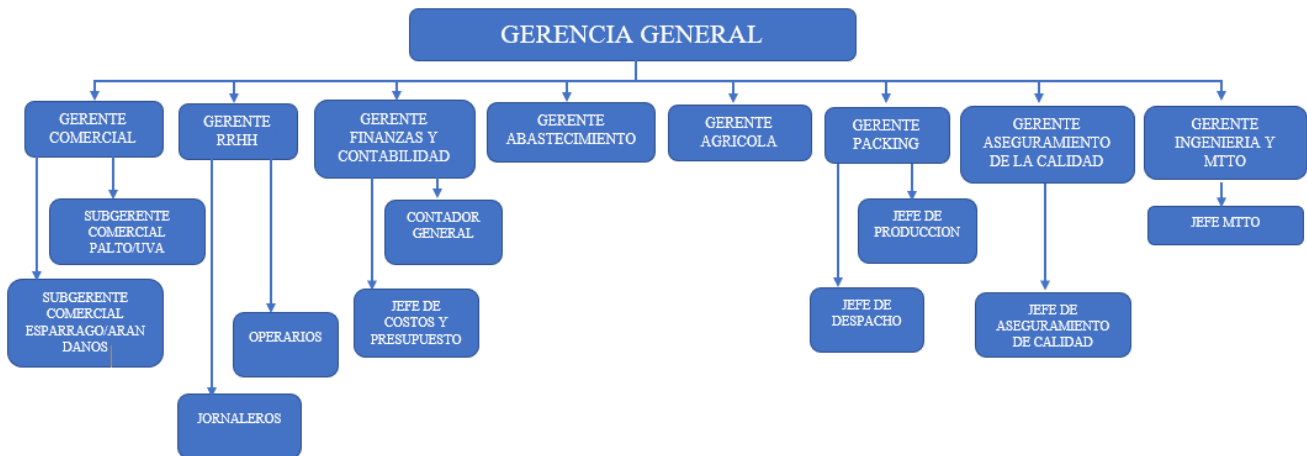 GERENCIA GENERAL
GERENTE
COMERCIAL
GERENTE
RRHH
GERENTE
FINANZAS Y
CONTABILIDAD
GERENTE
ABASTECIMIENTO
GERENTE
AGRICOLA
GERENTE
PACKING
GERENTE
ASEGURAMIENTO
DE LA CALIDAD
GERENTE
INGENIERIA Y
MTTO
SUBGERENTE
COMERCIAL
PALTO/UVA
CONTADOR
GENERAL
JEFE DE
PRODUCCION
JEFE MTTO
SUBGERENTE
COMERCIAL
ESPARRAGO/ARAN
DANOS
OPERARIOS
JEFE DE
COSTOS Y
PRESUPUESTO
JEFE DE
DESPACHO
JEFE DE
ASEGURAMIENTO
DE CALIDAD
JORNALEROS